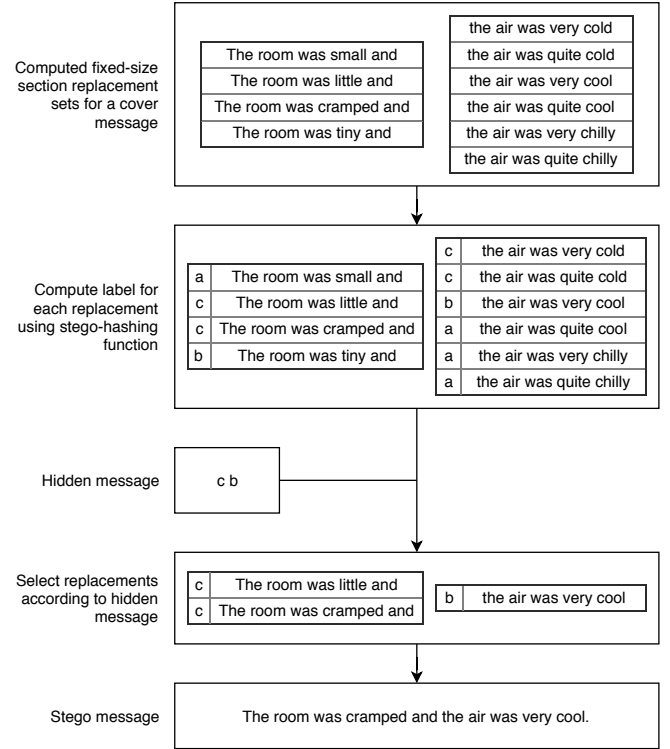 Computed fixed-size
section replacement
sets for a cover
message
The room was small and
The room was little and
The room was cramped and
The room was tiny and
the air was very cold
the air was quite cold
the air was very cool
the air was quite cool
the air was very chilly
the air was quite chilly
Compute label for
each replacement
using stego-hashing
function
a The room was small and
c The room was little and
c The room was cramped and
b The room was tiny and
c the air was very cold
c the air was quite cold
b the air was very cool
a the air was quite cool
a the air was very chilly
a the air was quite chilly
Hidden message
c b
Select replacements
according to hidden
message
c The room was little and
c The room was cramped and
b the air was very cool
Stego message
The room was cramped and the air was very cool.